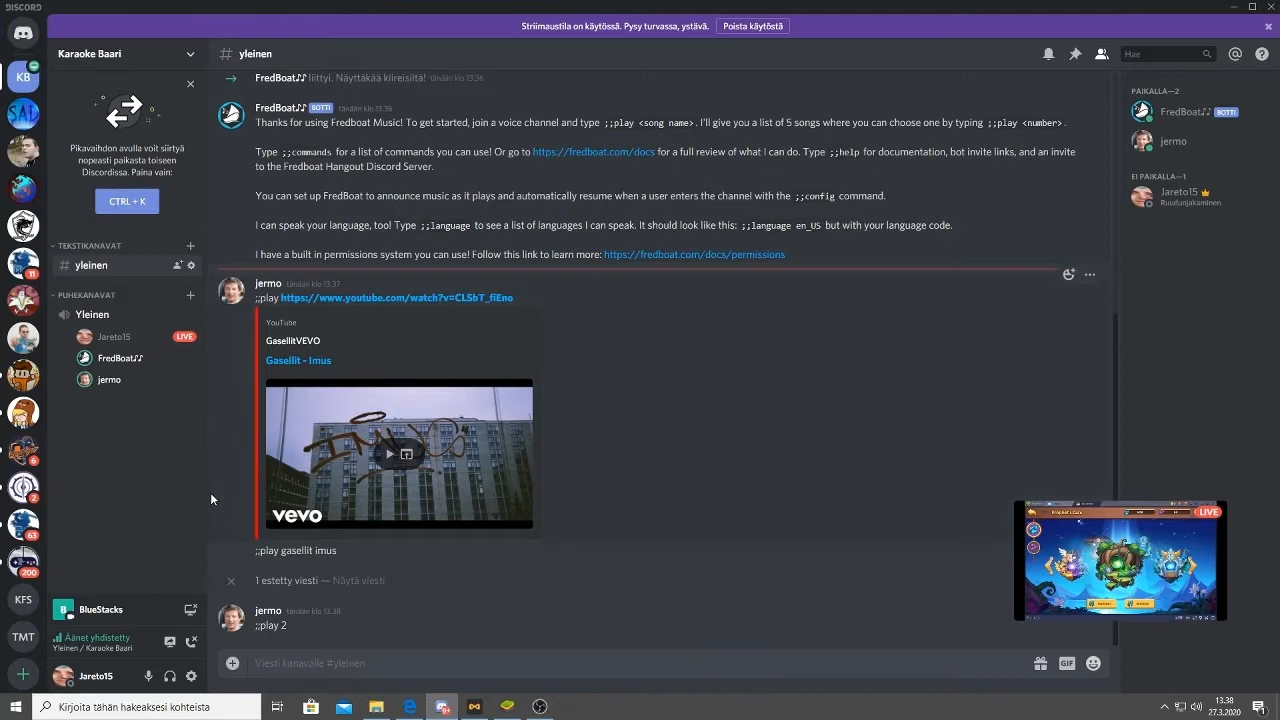 DISCORD
Striimaustila on käytössä. Pysy turvassa, ystävä. Poista käytöstä
Karaoke Baari
# yleinen
Hae
KB
SAD
Pikavaihdon avulla voit siirtyä
nopeasti paikasta toiseen
Discordissa. Paina vain:
CTRL + K
TEKSTIKANAVAT
# yleinen
PUHEKANAVAT
Yleinen
Jareto15 LIVE
FredBoat♪♪
jermo
11
6
2
63
200
KFS
TMT
BlueStacks
Äänet yhdistetty
Yleinen / Karaoke Baari
Jareto15
FredBoat♪♪ liittyi. Näyttäkää kiireisiltä! tänään klo 13.36
FredBoat♪♪ BOTTI tänään klo 13.36
Thanks for using Fredboat Music! To get started, join a voice channel and type ;;play <song name>. I'll give you a list of 5 songs where you can choose one by typing ;;play <number>.
Type ;;commands for a list of commands you can use! Or go to https://fredboat.com/docs for a full review of what I can do. Type ;;help for documentation, bot invite links, and an invite
to the Fredboat Hangout Discord Server.
You can set up FredBoat to announce music as it plays and automatically resume when a user enters the channel with the ;;config command.
I can speak your language, too! Type ;;language to see a list of languages I can speak. It should look like this: ;;language en_US but with your language code.
I have a built in permissions system you can use! Follow this link to learn more: https://fredboat.com/docs/permissions
jermo tänään klo 13.37
;;play https://www.youtube.com/watch?v=CLSbT_fiEno
YouTube
GasellitVEVO
Gasellit - Imus
vevo
;;play gasellit imus
1 estetty viesti — Näytä viesti
jermo tänään klo 13.38
;;play 2
Viesti kanavalle #yleinen
GIF
PAIKALLA—2
FredBoat♪♪ BOTTI
jermo
EI PAIKALLA—1
Jareto15
Ruudunjakaminen
LIVE
Kirjoita tähän hakeaksesi kohteista
13.38
27.3.2020